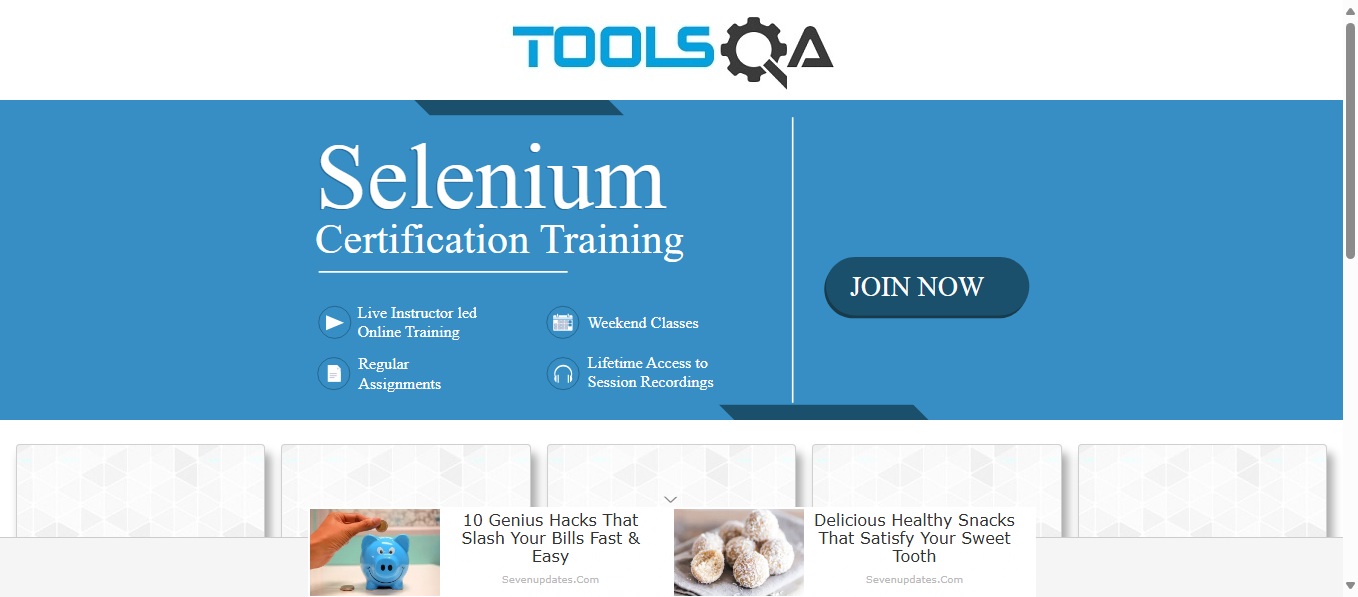 TOOLSQA
Selenium
Certification Training
Live Instructor led
Online Training
Weekend Classes
Regular
Assignments
Lifetime Access to
Session Recordings
JOIN NOW
10 Genius Hacks That
Slash Your Bills Fast &
Easy
Sevenupdates.Com
Delicious Healthy Snacks
That Satisfy Your Sweet
Tooth
Sevenupdates.Com